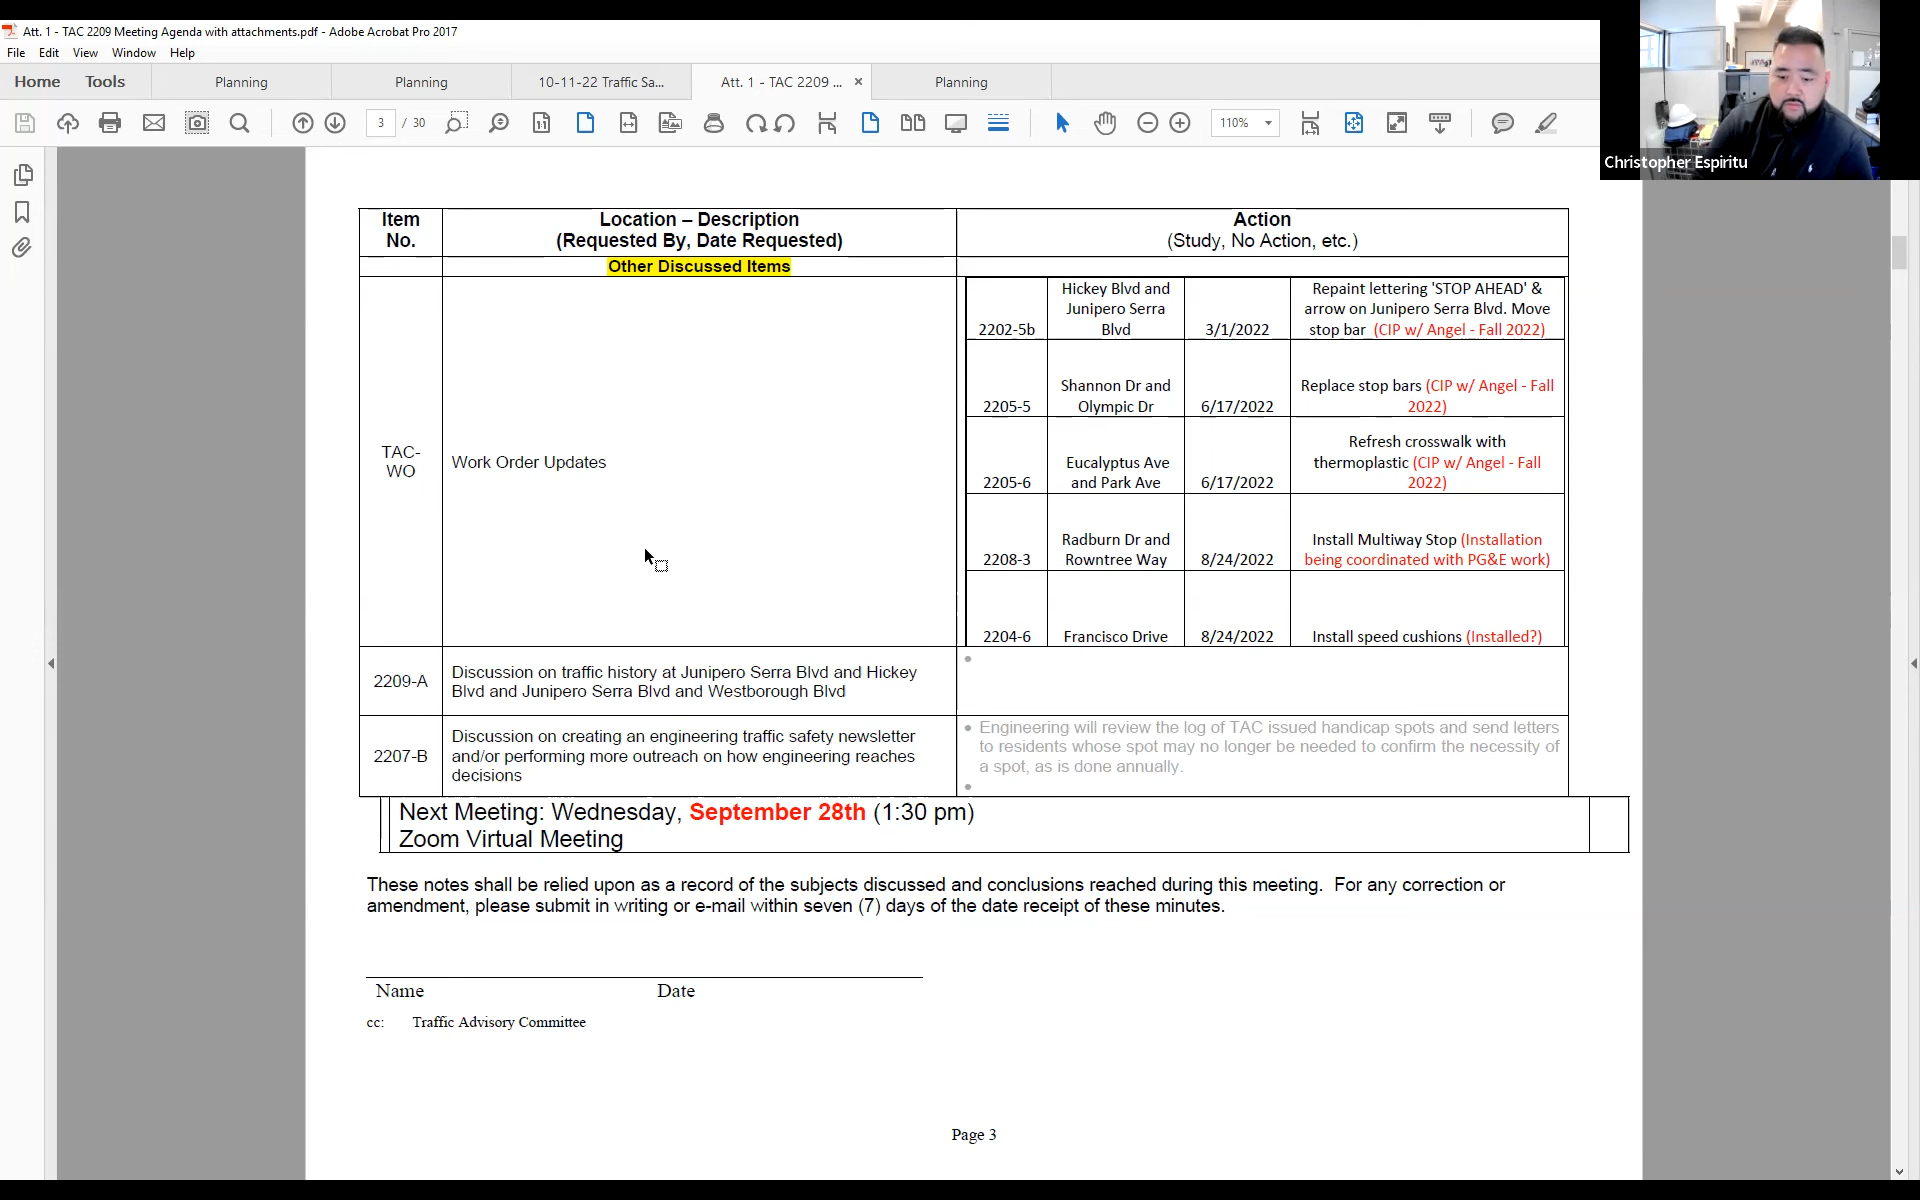 Att. 1 - TAC 2209 Meeting Agenda with attachments.pdf - Adobe Acrobat Pro 2017
File Edit View Window Help
Home Tools Planning Planning 10-11-22 Traffic Sa... Att. 1 - TAC 2209 ... × Planning
3 / 30 110%
Christopher Espiritu
Item No.
Location – Description
(Requested By, Date Requested)
Action
(Study, No Action, etc.)
Other Discussed Items
TAC-
WO
Work Order Updates
2202-5b
Hickey Blvd and
Junipero Serra
Blvd
3/1/2022
Repaint lettering 'STOP AHEAD' &
arrow on Junipero Serra Blvd. Move
stop bar (CIP w/ Angel - Fall 2022)
2205-5
Shannon Dr and
Olympic Dr
6/17/2022
Replace stop bars (CIP w/ Angel - Fall
2022)
2205-6
Eucalyptus Ave
and Park Ave
6/17/2022
Refresh crosswalk with
thermoplastic (CIP w/ Angel - Fall
2022)
2208-3
Radburn Dr and
Rowntree Way
8/24/2022
Install Multiway Stop (Installation
being coordinated with PG&E work)
2204-6
Francisco Drive
8/24/2022
Install speed cushions (Installed?)
2209-A
Discussion on traffic history at Junipero Serra Blvd and Hickey
Blvd and Junipero Serra Blvd and Westborough Blvd
•
2207-B
Discussion on creating an engineering traffic safety newsletter
and/or performing more outreach on how engineering reaches
decisions
• Engineering will review the log of TAC issued handicap spots and send letters
to residents whose spot may no longer be needed to confirm the necessity of
a spot, as is done annually.
•
Next Meeting: Wednesday, September 28th (1:30 pm)
Zoom Virtual Meeting
These notes shall be relied upon as a record of the subjects discussed and conclusions reached during this meeting. For any correction or
amendment, please submit in writing or e-mail within seven (7) days of the date receipt of these minutes.
Name Date
cc: Traffic Advisory Committee
Page 3